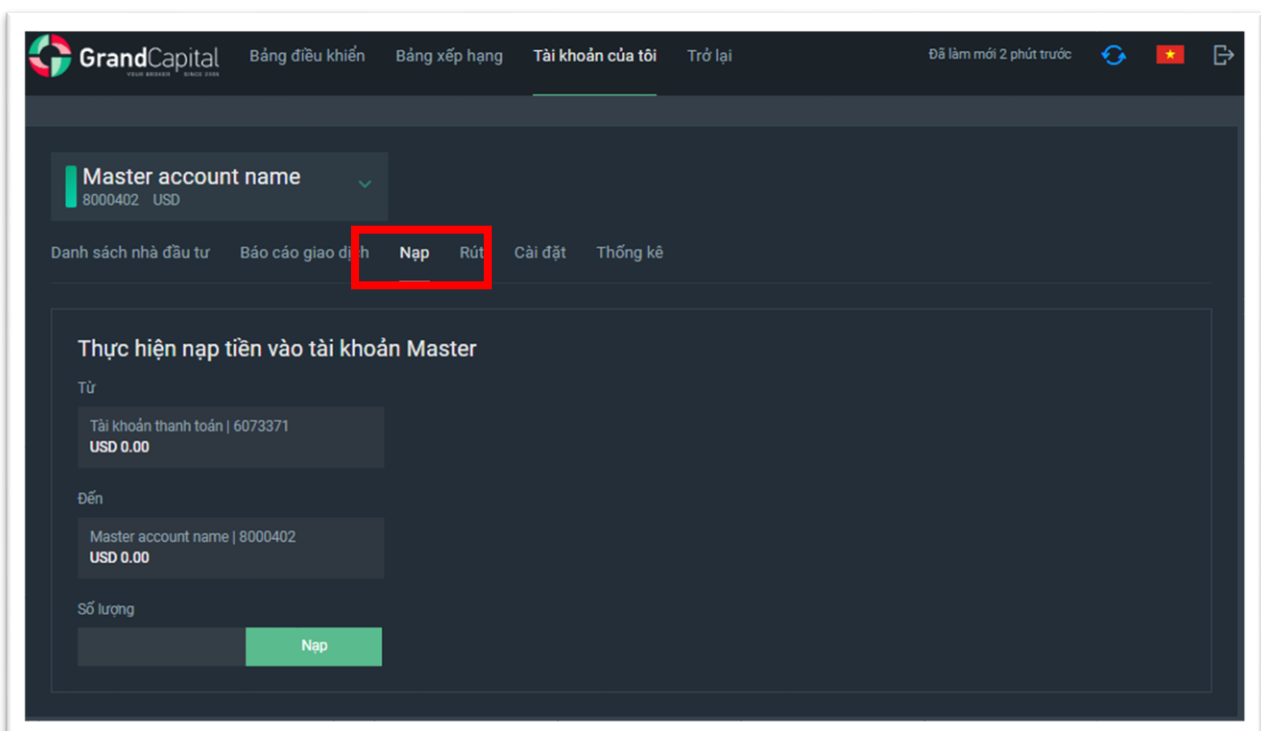 GrandCapital
YOUR BROKER SINCE 2006
Bảng điều khiển
Bảng xếp hạng
Tài khoản của tôi
Trở lại
Đã làm mới 2 phút trước
Master account name
8000402 USD
Danh sách nhà đầu tư
Báo cáo giao dịch
Nạp
Rút
Cài đặt
Thống kê
Thực hiện nạp tiền vào tài khoản Master
Từ
Tài khoản thanh toán | 6073371
USD 0.00
Đến
Master account name | 8000402
USD 0.00
Số lượng
Nạp